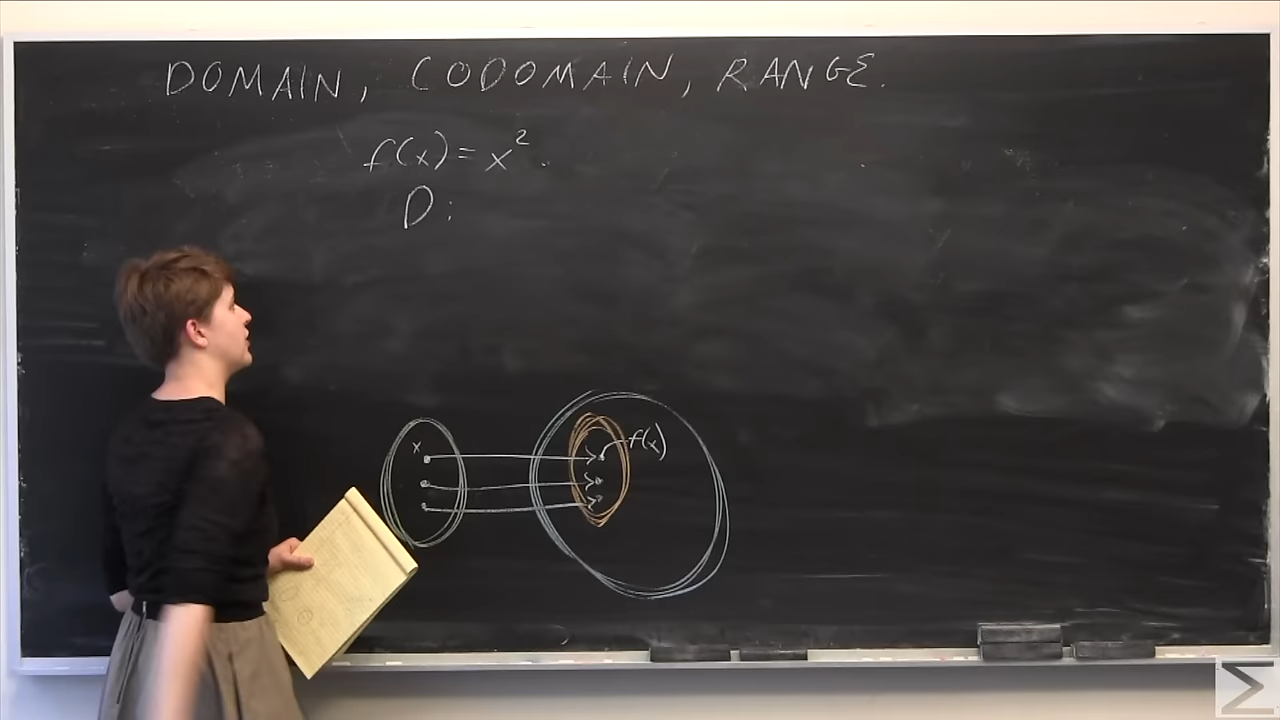 DOMAIN, CODOMAIN, RANGE.
f(x) = x².
D:
x
f(x)
Σ